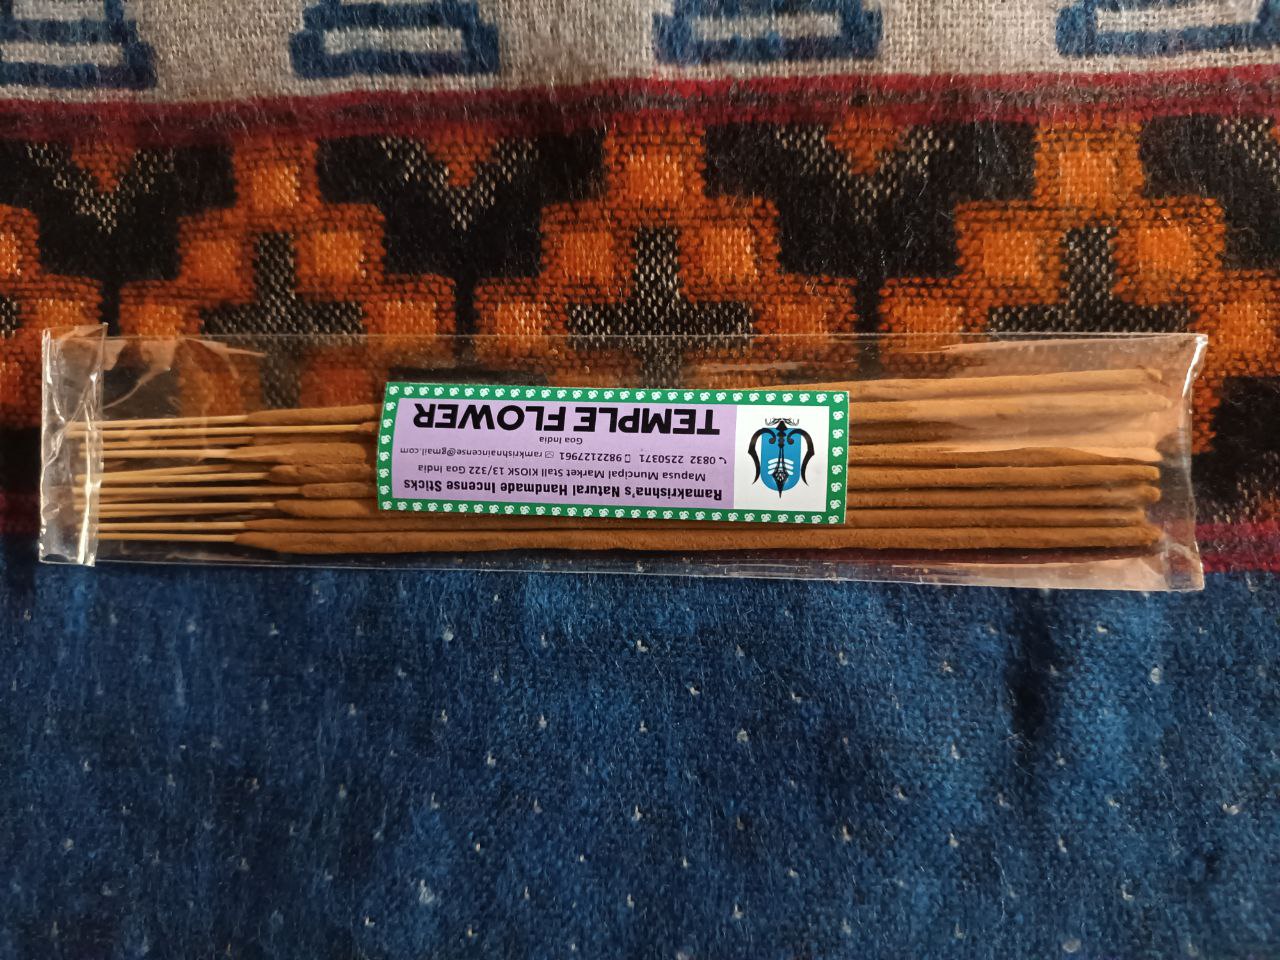 Ramakrishna's Natural Handmade Incense Sticks
Mapusa Muncipal Market Stall KIOSK 13/322 Goa India
0832 2250371 9822127961 ramkrishnaincense@gmail.com
Goa India
TEMPLE FLOWER